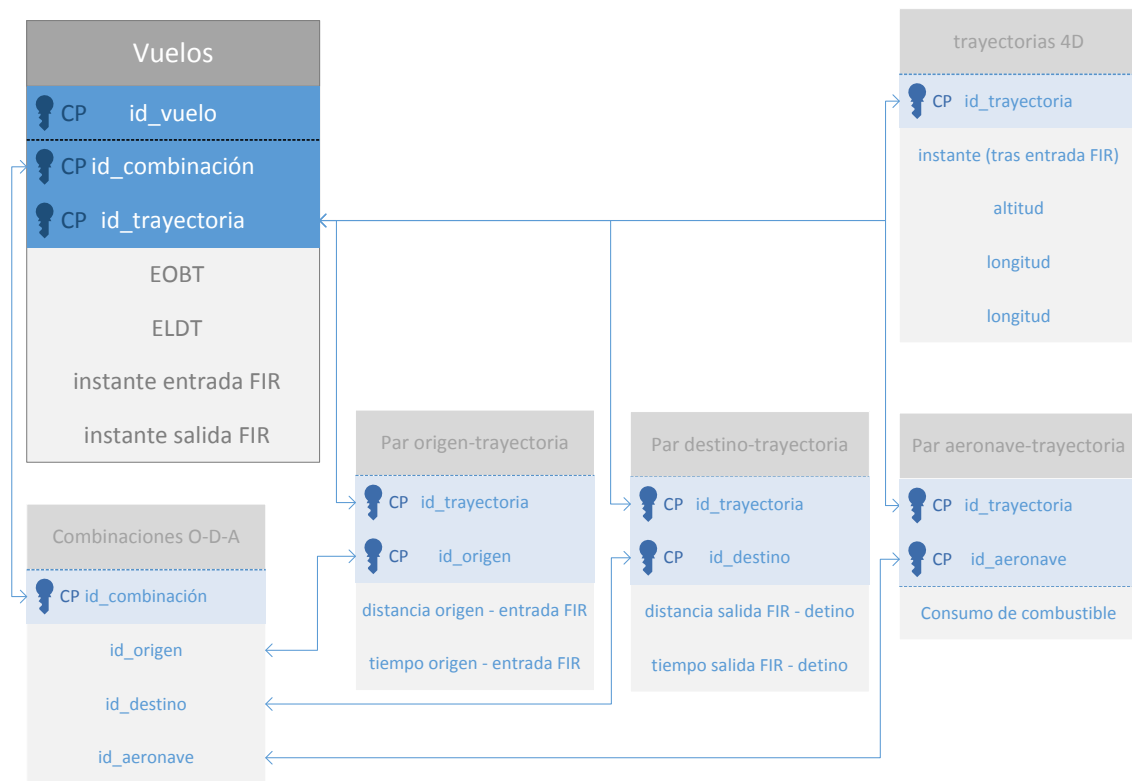 Vuelos
CP id_vuelo
CP id_combinación
CP id_trayectoria
EOBT
ELDT
instante entrada FIR
instante salida FIR
trayectorias 4D
CP id_trayectoria
instante (tras entrada FIR)
altitud
longitud
longitud
Combinaciones O-D-A
CP id_combinación
id_origen
id_destino
id_aeronave
Par origen-trayectoria
CP id_trayectoria
CP id_origen
distancia origen - entrada FIR
tiempo origen - entrada FIR
Par destino-trayectoria
CP id_trayectoria
CP id_destino
distancia salida FIR - detino
tiempo salida FIR - detino
Par aeronave-trayectoria
CP id_trayectoria
CP id_aeronave
Consumo de combustible